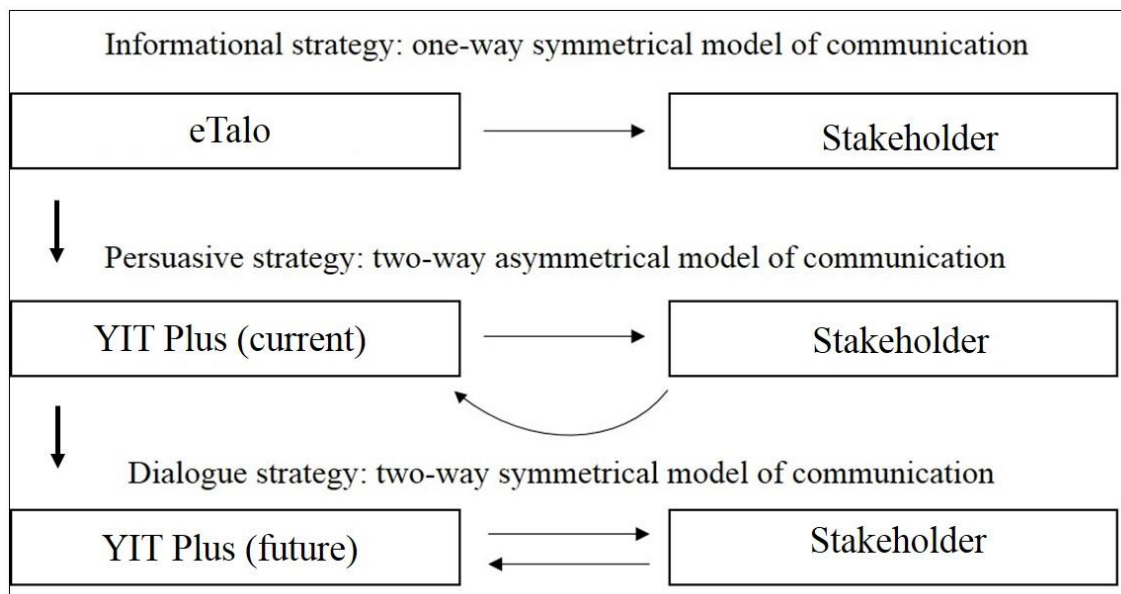 Informational strategy: one-way symmetrical model of communication
eTalo
Stakeholder
Persuasive strategy: two-way asymmetrical model of communication
YIT Plus (current)
Stakeholder
Dialogue strategy: two-way symmetrical model of communication
YIT Plus (future)
Stakeholder